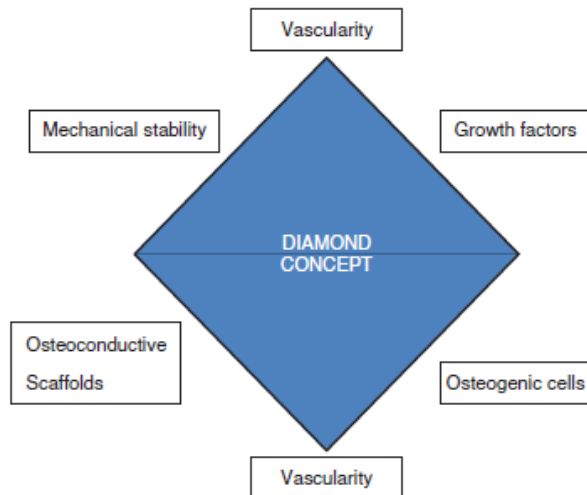 Vascularity
Mechanical stability
Growth factors
DIAMOND
CONCEPT
Osteoconductive
Scaffolds
Osteogenic cells
Vascularity